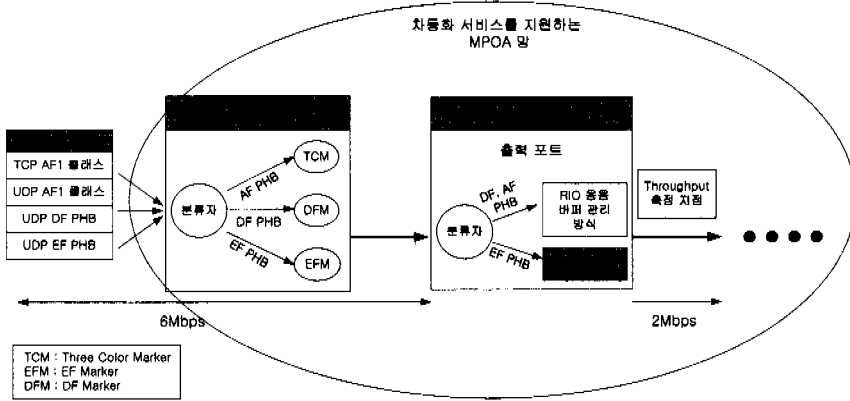 차등화 서비스를 지원하는
MPOA 망
TCP AF1 클래스
UDP AF1 클래스
UDP DF PHB
UDP EF PHB
분류자
AF PHB
DF PHB
EF PHB
TCM
DFM
EFM
출력 포트
분류자
DF, AF
PHB
EF PHB
RIO 응용
버퍼 관리
방식
Throughput
측정 지점
6Mbps
2Mbps
TCM : Three Color Marker
EFM : EF Marker
DFM : DF Marker